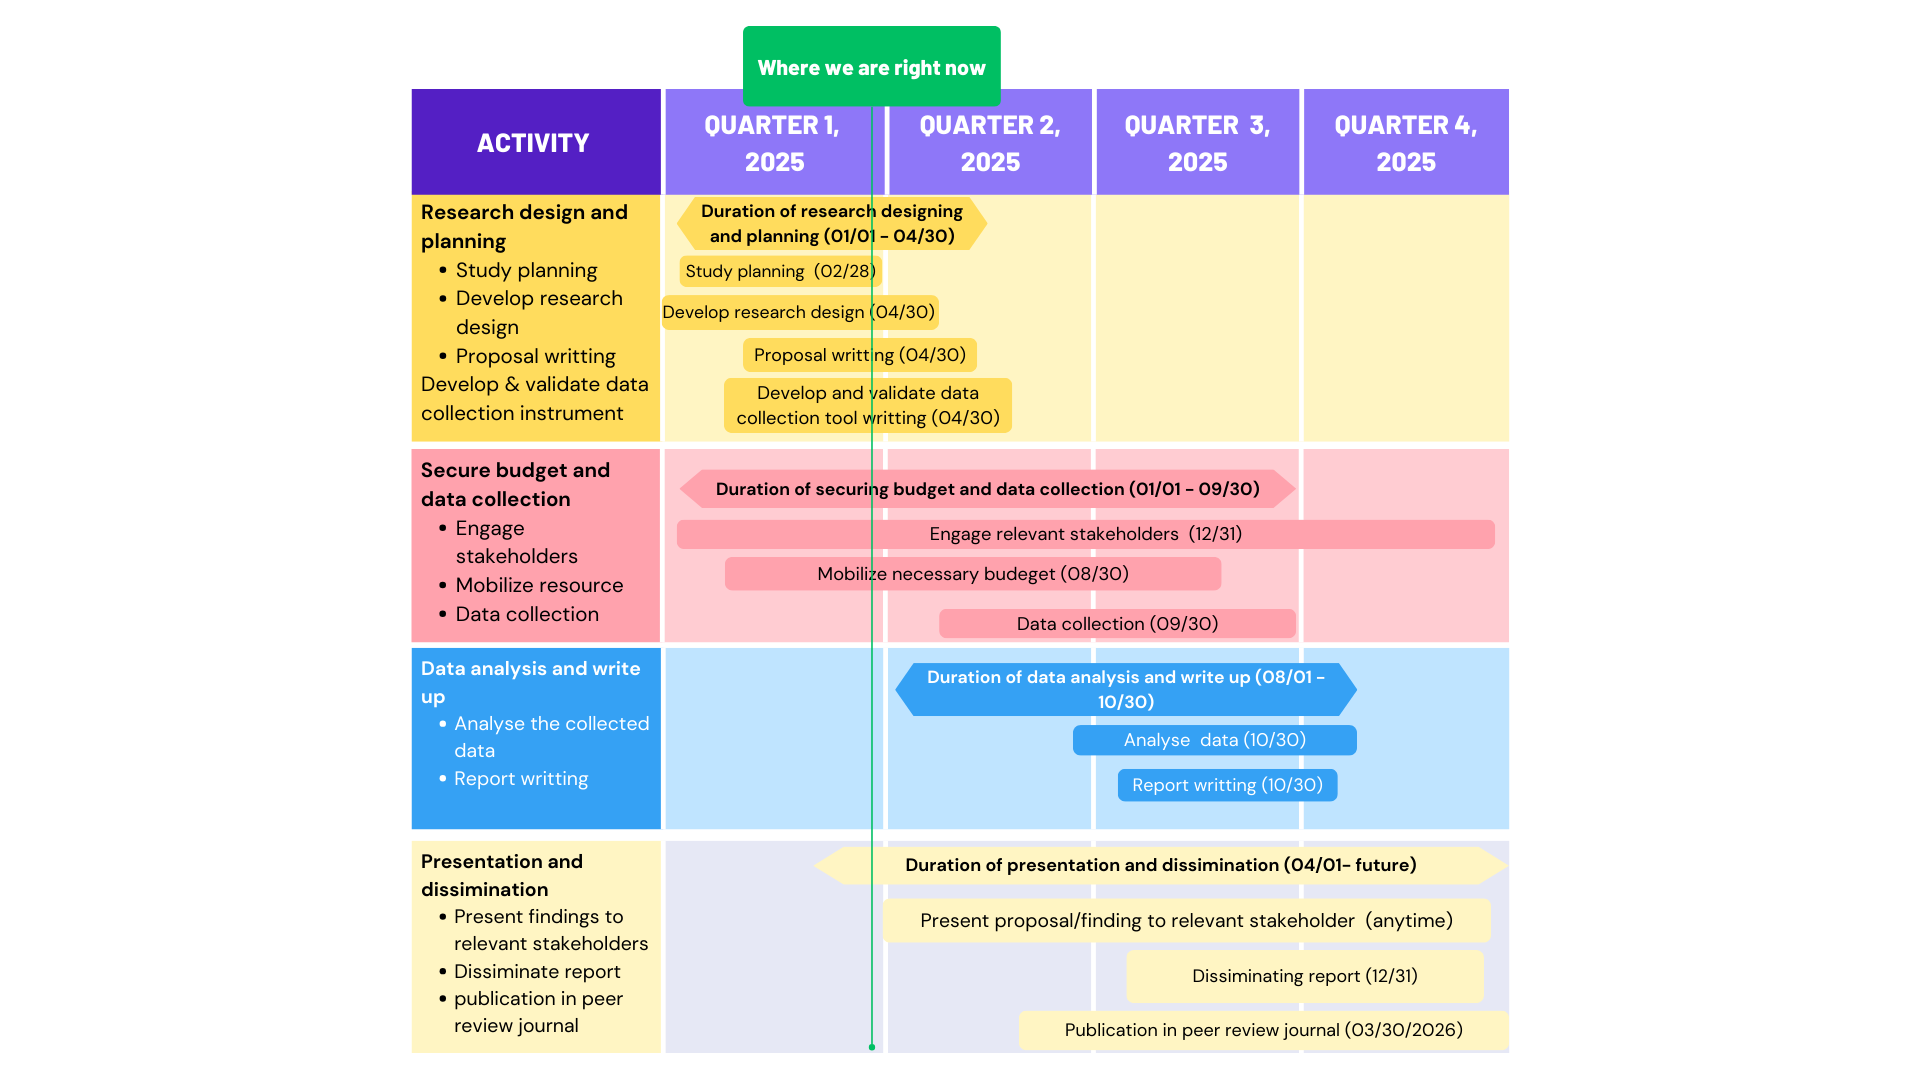 Where we are right now
ACTIVITY
QUARTER 1,
2025
QUARTER 2,
2025
QUARTER  3,
2025
QUARTER 4,
2025
Research design and
planning
• Study planning
• Develop research
design
• Proposal writting
Develop & validate data
collection instrument
Duration of research designing
and planning (01/01 - 04/30)
Study planning  (02/28)
Develop research design (04/30)
Proposal writting (04/30)
Develop and validate data
collection tool writting (04/30)
Secure budget and
data collection
• Engage
stakeholders
• Mobilize resource
• Data collection
Duration of securing budget and data collection (01/01 - 09/30)
Engage relevant stakeholders  (12/31)
Mobilize necessary budeget (08/30)
Data collection (09/30)
Data analysis and write
up
• Analyse the collected
data
• Report writting
Duration of data analysis and write up (08/01 -
10/30)
Analyse  data (10/30)
Report writting (10/30)
Presentation and
dissimination
• Present findings to
relevant stakeholders
• Dissiminate report
• publication in peer
review journal
Duration of presentation and dissimination (04/01- future)
Present proposal/finding to relevant stakeholder  (anytime)
Dissiminating report (12/31)
Publication in peer review journal (03/30/2026)